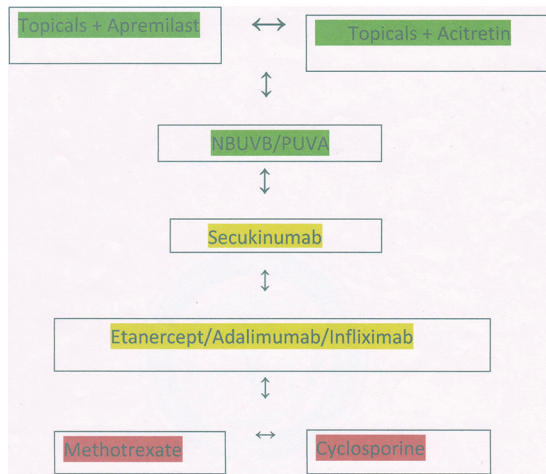 Topicals + Apremilast
Topicals + Acitretin
NBUVB/PUVA
Secukinumab
Etanercept/Adalimumab/Infliximab
Methotrexate
Cyclosporine